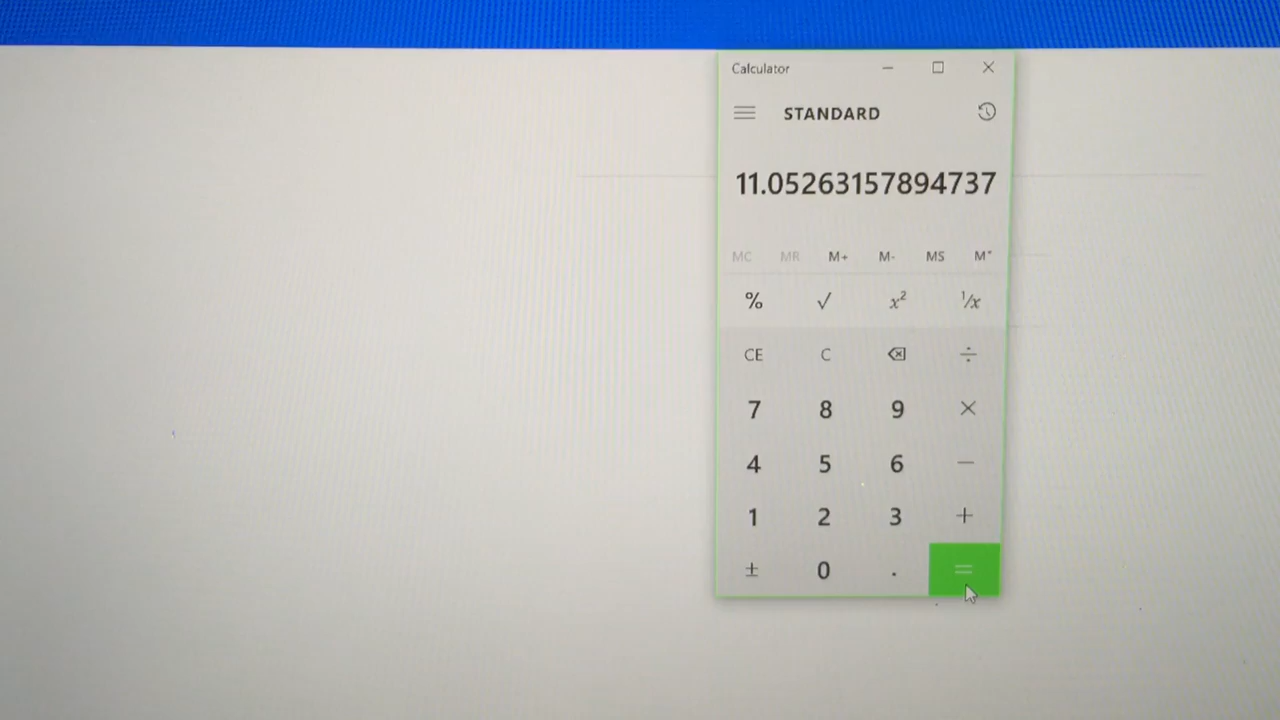 Calculator
STANDARD
11.05263157894737
MC MR M+ M- MS M˅
% √ x² ¹/x
CE C ÷
7 8 9 ×
4 5 6 −
1 2 3 +
± 0 . =